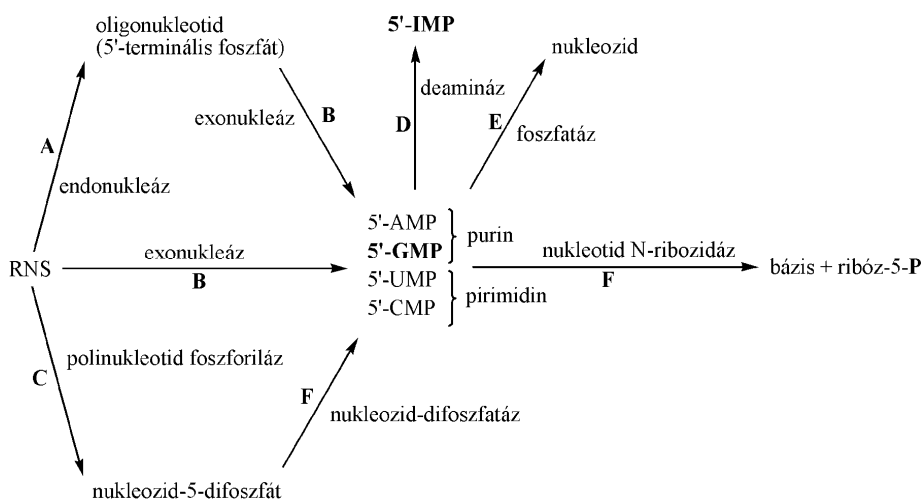 oligonukleotid
(5'-terminális foszfát)
5'-IMP
nukleozid
deamináz
exonukleáz
B
D
E
foszfatáz
A
endonukleáz
5'-AMP
5'-GMP
purin
5'-UMP
5'-CMP
pirimidin
RNS
exonukleáz
B
nukleotid N-ribozidáz
F
bázis + ribóz-5-P
polinukleotid foszforiláz
C
F
nukleozid-difoszfatáz
nukleozid-5-difoszfát